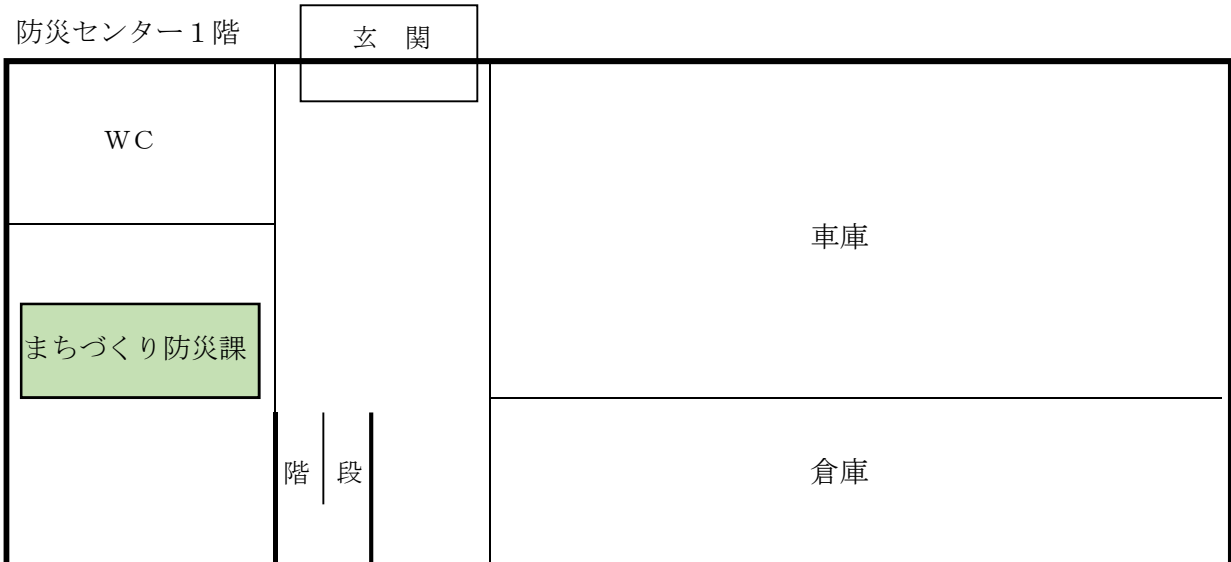 防災センター１階
玄　関
ＷＣ
車庫
まちづくり防災課
階
段
倉庫